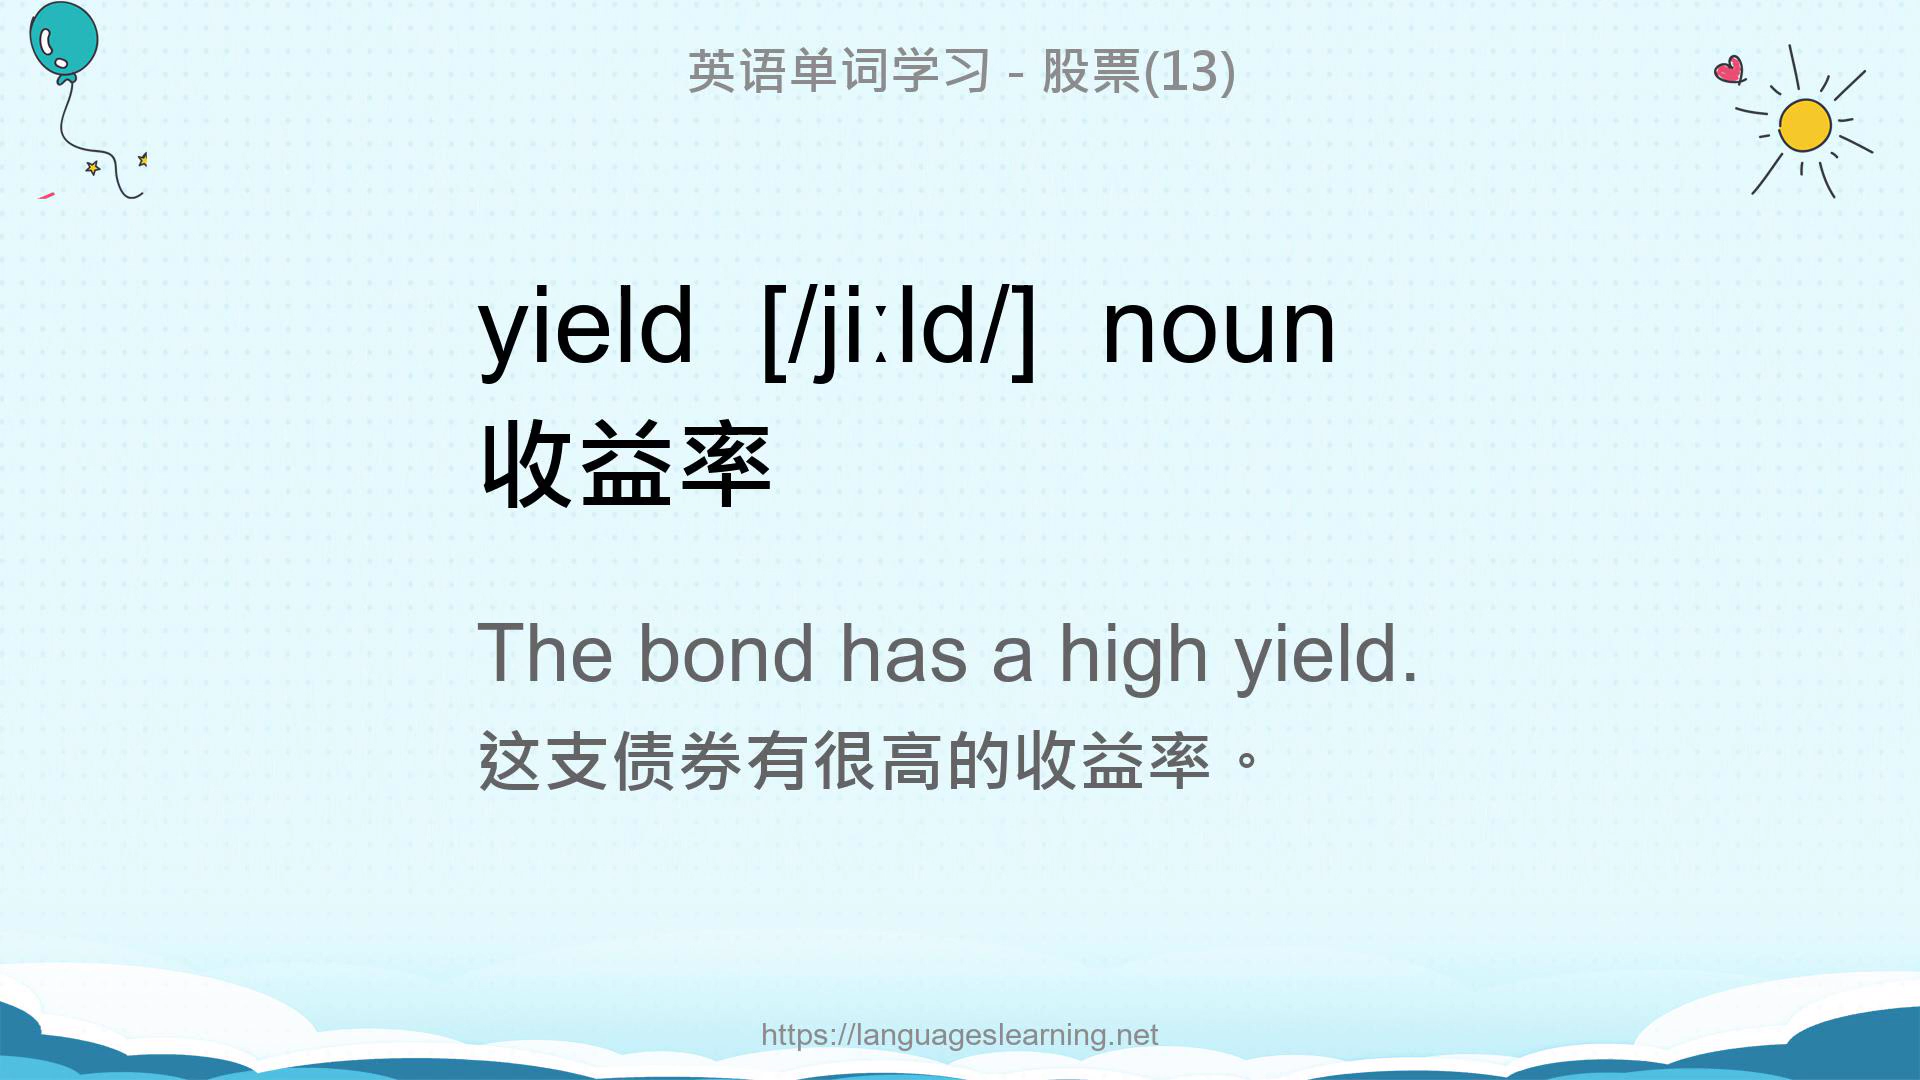 英语单词学习 - 股票(13)
yield [/jiːld/] noun
收益率
The bond has a high yield.
这支债券有很高的收益率。
https://languageslearning.net